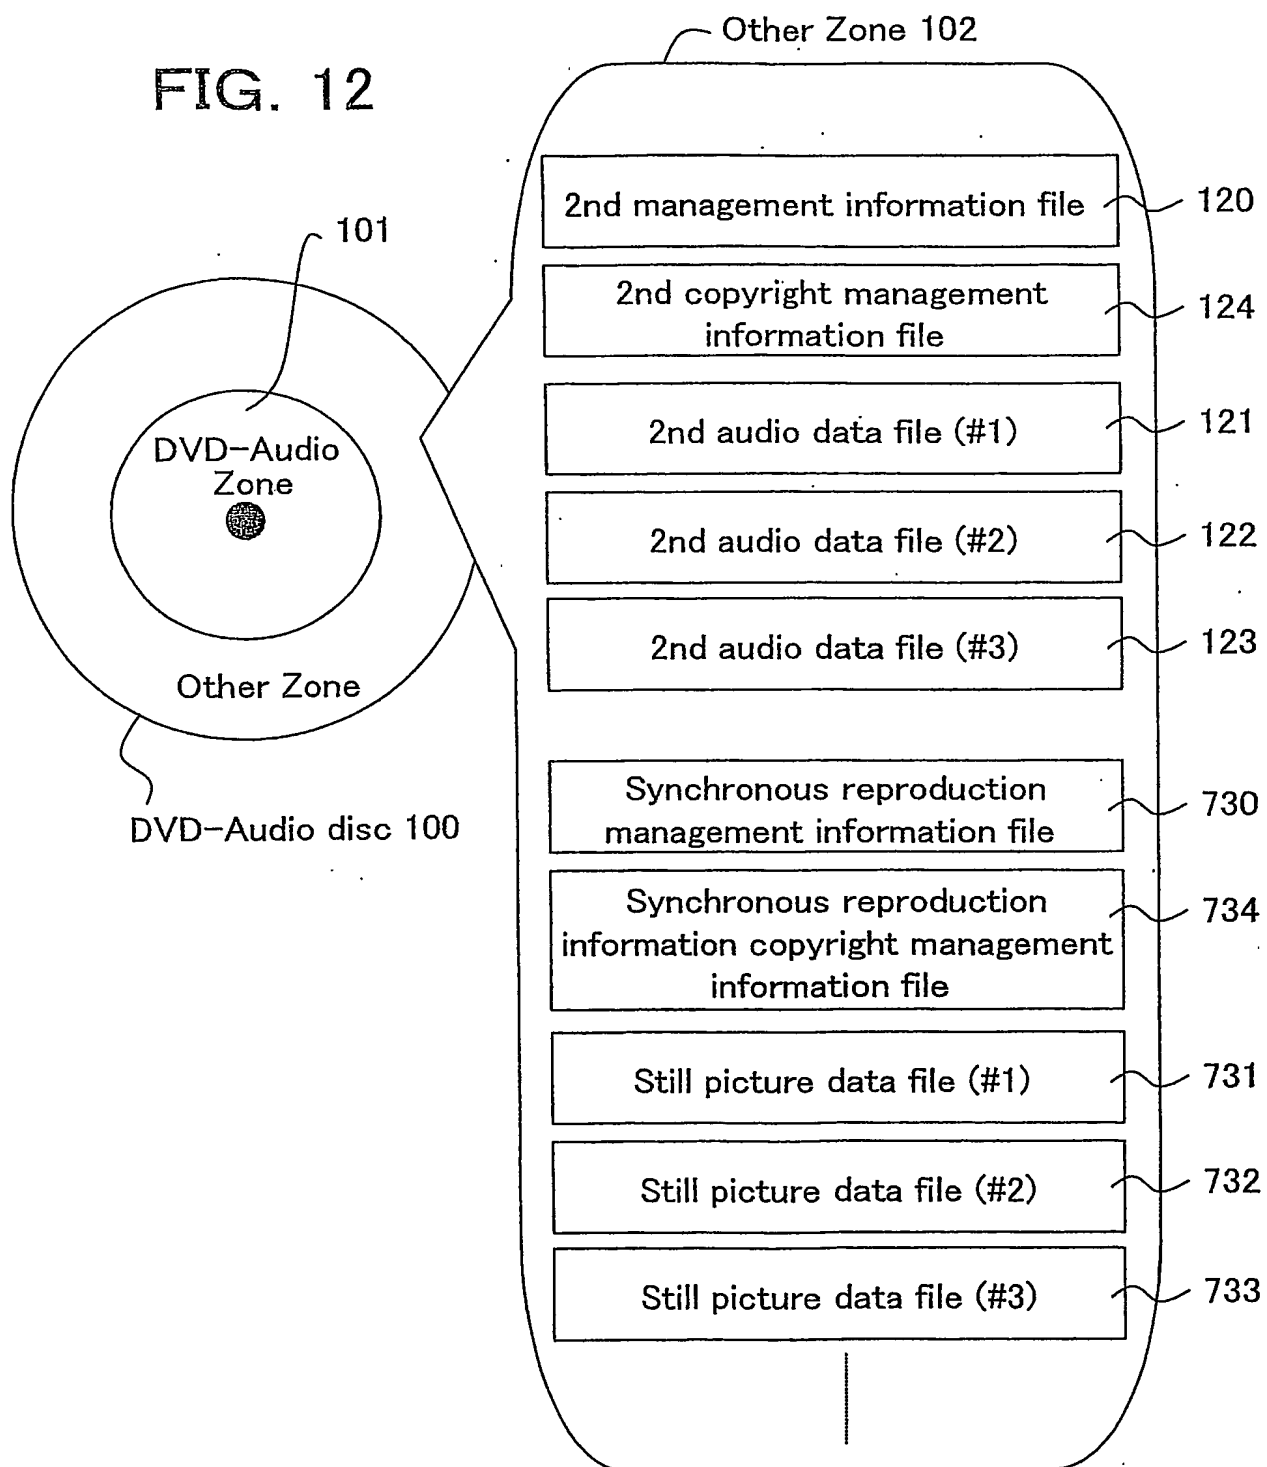 FIG. 12
Other Zone 102
101
DVD-Audio
Zone
Other Zone
DVD-Audio disc 100
2nd management information file
120
2nd copyright management
information file
124
2nd audio data file (#1)
121
2nd audio data file (#2)
122
2nd audio data file (#3)
123
Synchronous reproduction
management information file
730
Synchronous reproduction
information copyright management
information file
734
Still picture data file (#1)
731
Still picture data file (#2)
732
Still picture data file (#3)
733